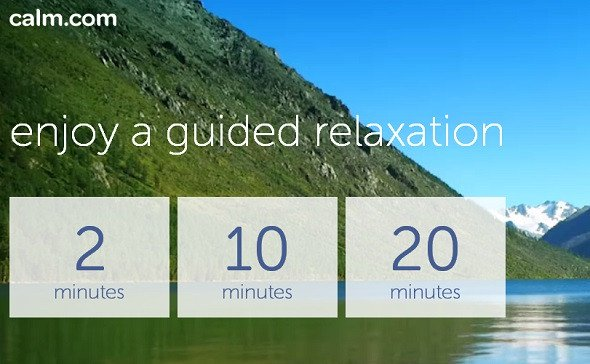 calm.com
enjoy a guided relaxation
2
minutes
10
minutes
20
minutes